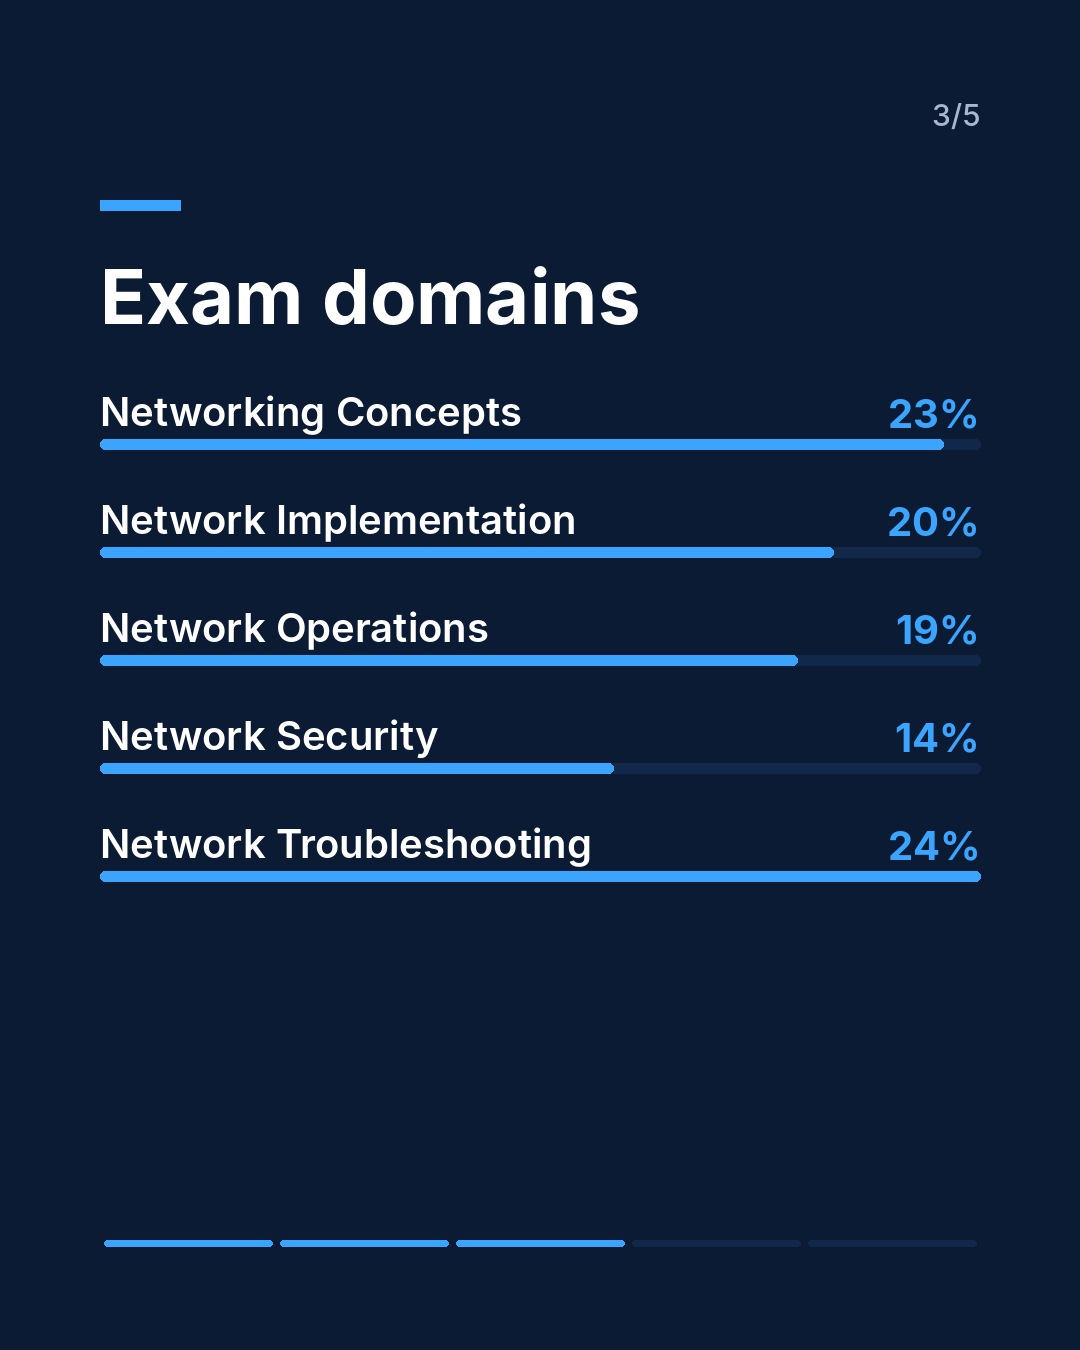 3/5
Exam domains
Networking Concepts 23%
Network Implementation 20%
Network Operations 19%
Network Security 14%
Network Troubleshooting 24%